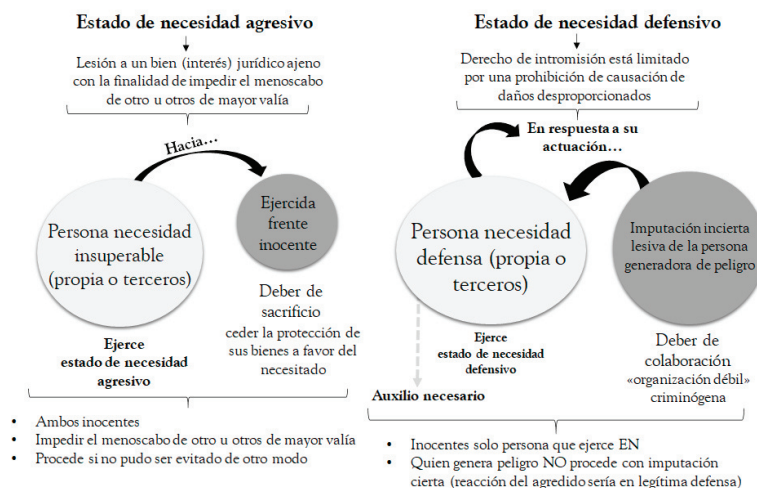 Estado de necesidad agresivo
Lesión a un bien (interés) jurídico ajeno
con la finalidad de impedir el menoscabo
de otro u otros de mayor valía
Hacia...
Persona necesidad
insuperable
(propia o terceros)
Ejercida
frente
inocente
Deber de
sacrificio
ceder la protección de
sus bienes a favor del
necesitado
Ejerce
estado de necesidad
agresivo
• Ambos inocentes
• Impedir el menoscabo de otro u otros de mayor valía
• Procede si no pudo ser evitado de otro modo
Estado de necesidad defensivo
Derecho de intromisión está limitado
por una prohibición de causación de
daños desproporcionados
En respuesta a su
actuación...
Persona necesidad
defensa (propia o
terceros)
Imputación incierta
lesiva de la persona
generadora de peligro
Ejerce
estado de necesidad
defensivo
Deber de
colaboración
«organización débil»
criminógena
Auxilio necesario
• Inocentes solo persona que ejerce EN
• Quien genera peligro NO procede con imputación
cierta (reacción del agredido sería en legítima defensa)